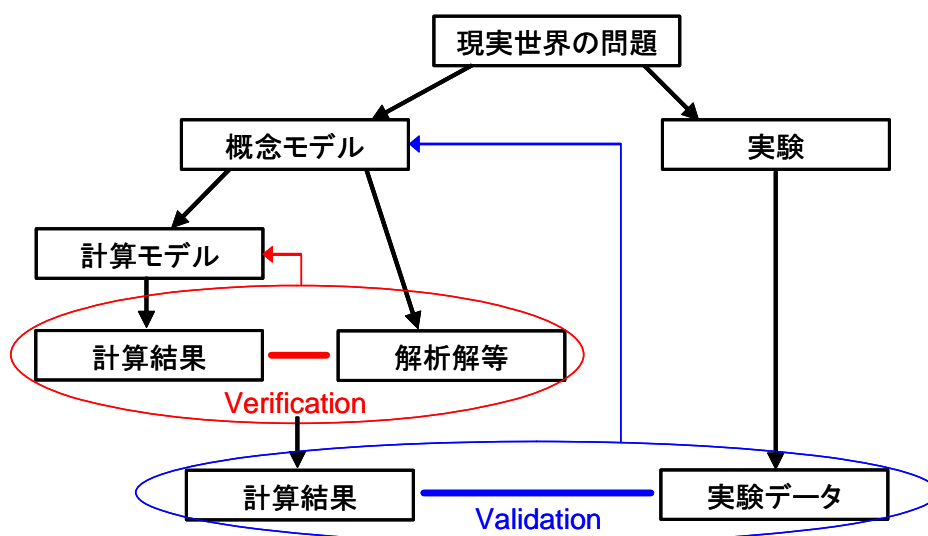 現実世界の問題
概念モデル
実験
計算モデル
計算結果
解析解等
Verification
計算結果
実験データ
Validation